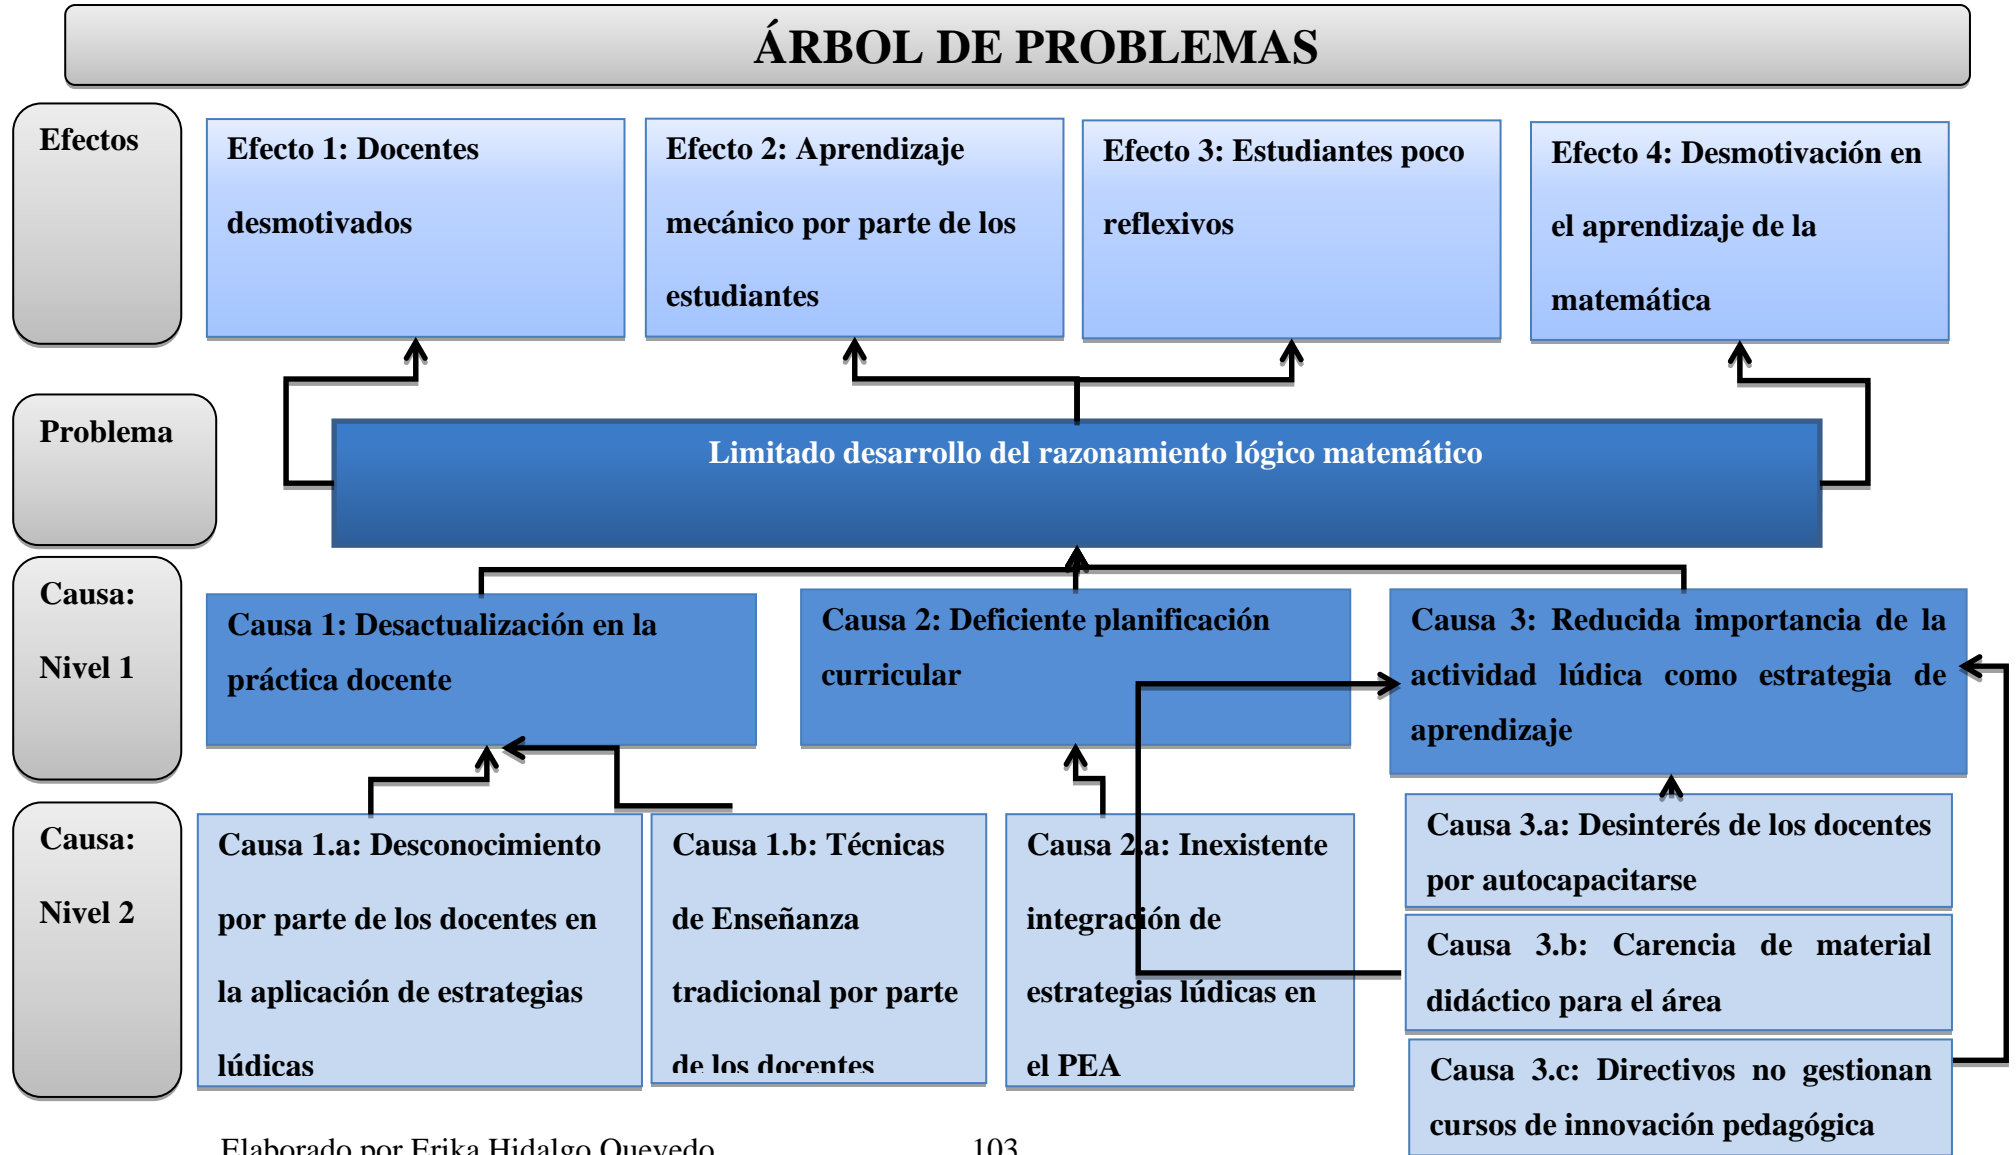 ÁRBOL DE PROBLEMAS
Efectos
Efecto 1: Docentes
desmotivados
Efecto 2: Aprendizaje
mecánico por parte de los
estudiantes
Efecto 3: Estudiantes poco
reflexivos
Efecto 4: Desmotivación en
el aprendizaje de la
matemática
Problema
Limitado desarrollo del razonamiento lógico matemático
Causa:
Nivel 1
Causa 1: Desactualización en la
práctica docente
Causa 2: Deficiente planificación
curricular
Causa 3: Reducida importancia de la
actividad lúdica como estrategia de
aprendizaje
Causa:
Nivel 2
Causa 1.a: Desconocimiento
por parte de los docentes en
la aplicación de estrategias
lúdicas
Causa 1.b: Técnicas
de Enseñanza
tradicional por parte
de los docentes
Causa 2.a: Inexistente
integración de
estrategias lúdicas en
el PEA
Causa 3.a: Desinterés de los docentes
por autocapacitarse
Causa 3.b: Carencia de material
didáctico para el área
Causa 3.c: Directivos no gestionan
cursos de innovación pedagógica
Elaborado por Erika Hidalgo Quevedo
103